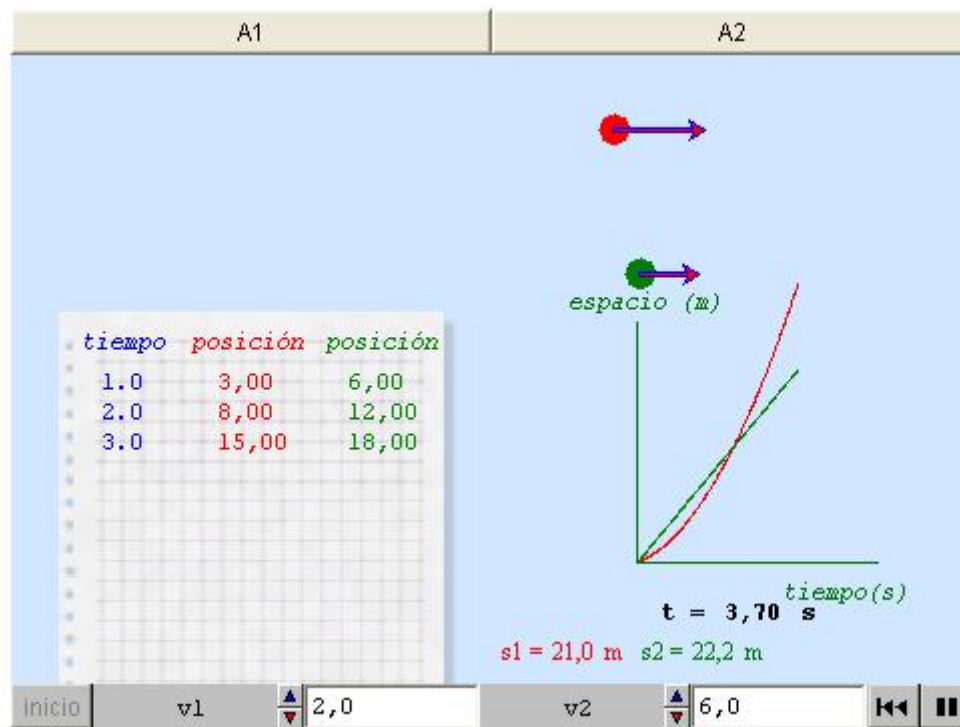 A1 A2
espacio (m)
tiempo posición posición
1.0 3,00 6,00
2.0 8,00 12,00
3.0 15,00 18,00
tiempo(s)
t = 3,70 s
s1 = 21,0 m s2 = 22,2 m
inicio v1 2,0 v2 6,0